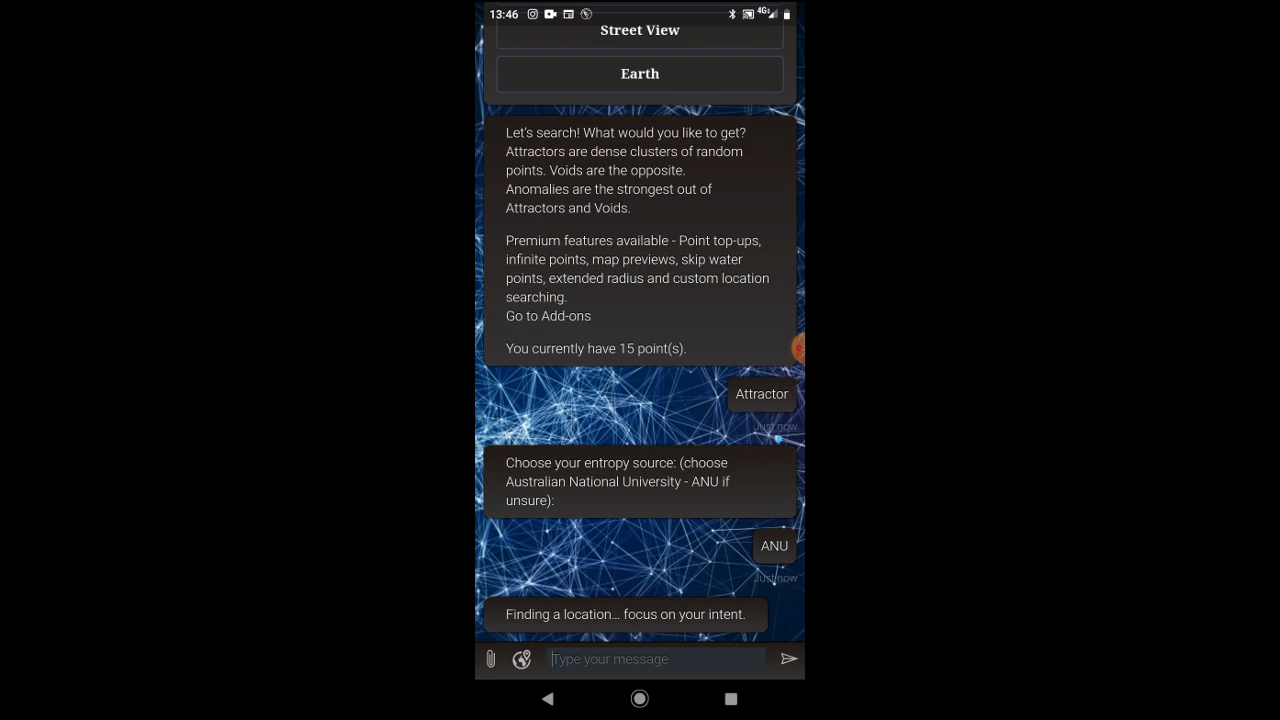 13:46
4G
Street View
Earth
Let's search! What would you like to get?
Attractors are dense clusters of random
points. Voids are the opposite.
Anomalies are the strongest out of
Attractors and Voids.
Premium features available - Point top-ups,
infinite points, map previews, skip water
points, extended radius and custom location
searching.
Go to Add-ons
You currently have 15 point(s).
Attractor
Just now
Choose your entropy source: (choose
Australian National University - ANU if
unsure):
ANU
Just now
Finding a location... focus on your intent.
Type your message